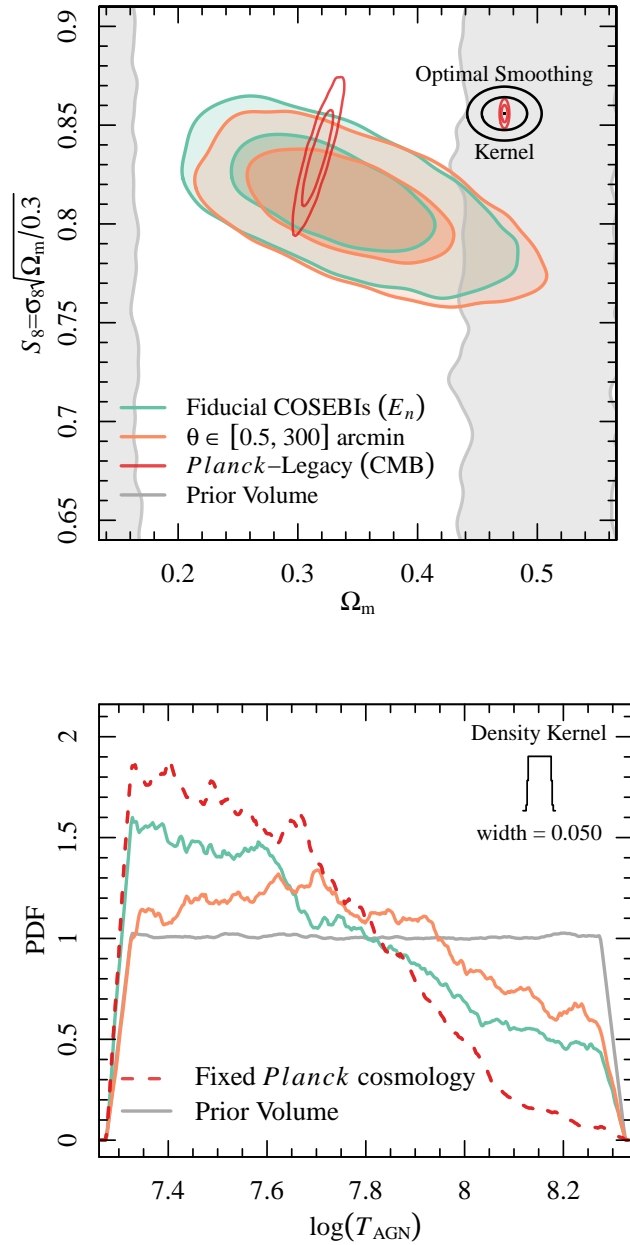 0.9
Optimal Smoothing
Kernel
0.85
0.8
0.75
0.7
0.65
S₈=σ₈√Ωₘ/0.3
Fiducial COSEBIs (Eₙ)
θ ∈ [0.5, 300] arcmin
Planck–Legacy (CMB)
Prior Volume
0.2 0.3 0.4 0.5
Ωₘ
2
1.5
1
0.5
0
PDF
Density Kernel
width = 0.050
Fixed Planck cosmology
Prior Volume
7.4 7.6 7.8 8 8.2
log(T_AGN)